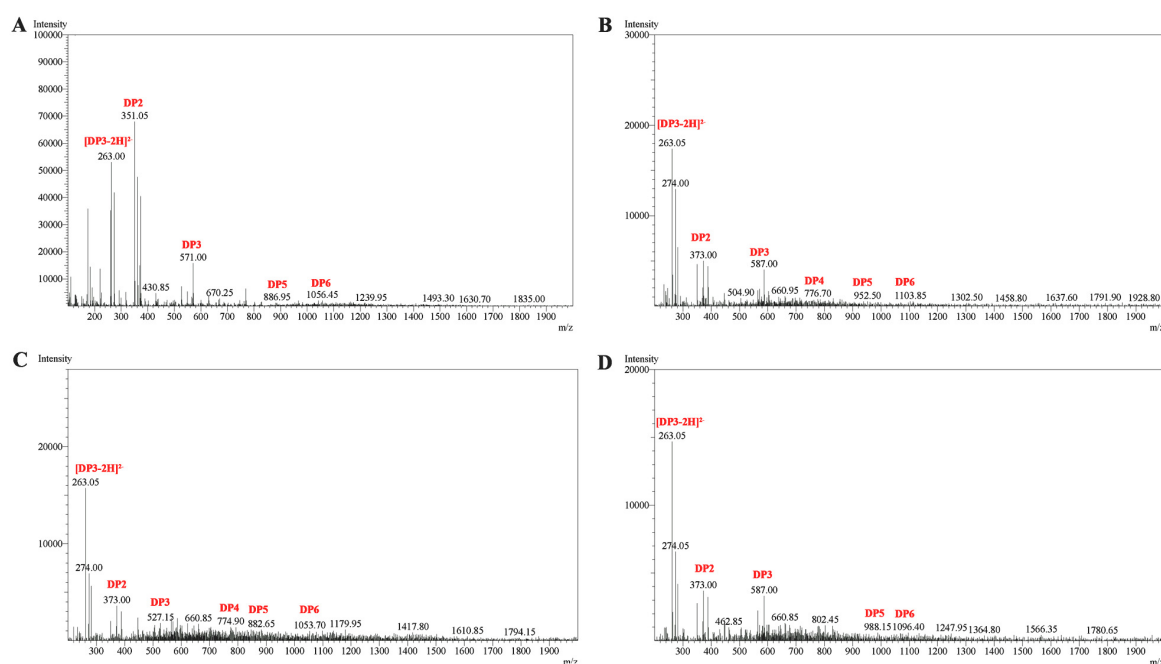 A Intensity
100000
90000
80000
70000
60000
50000
40000
30000
20000
10000
DP2
351.05
[DP3-2H]²⁻
263.00
DP3
571.00
430.85
670.25
DP5
886.95
DP6
1056.45
1239.95
1493.30
1630.70
1835.00
200 300 400 500 600 700 800 900 1000 1100 1200 1300 1400 1500 1600 1700 1800 1900
m/z
B Intensity
30000
20000
10000
[DP3-2H]²⁻
263.05
274.00
DP2
373.00
504.90
DP3
587.00
660.95
DP4
776.70
DP5
952.50
DP6
1103.85
1302.50
1458.80
1637.60
1791.90
1928.80
300 400 500 600 700 800 900 1000 1100 1200 1300 1400 1500 1600 1700 1800 1900
m/z
C Intensity
20000
10000
[DP3-2H]²⁻
263.05
274.00
DP2
373.00
DP3
527.15
660.85
DP4
774.90
DP5
882.65
DP6
1053.70
1179.95
1417.80
1610.85
1794.15
300 400 500 600 700 800 900 1000 1100 1200 1300 1400 1500 1600 1700 1800 1900
m/z
D Intensity
20000
10000
[DP3-2H]²⁻
263.05
274.05
DP2
373.00
462.85
DP3
587.00
660.85
802.45
DP5
988.15
DP6
1096.40
1247.95
1364.80
1566.35
1780.65
300 400 500 600 700 800 900 1000 1100 1200 1300 1400 1500 1600 1700 1800 1900
m/z